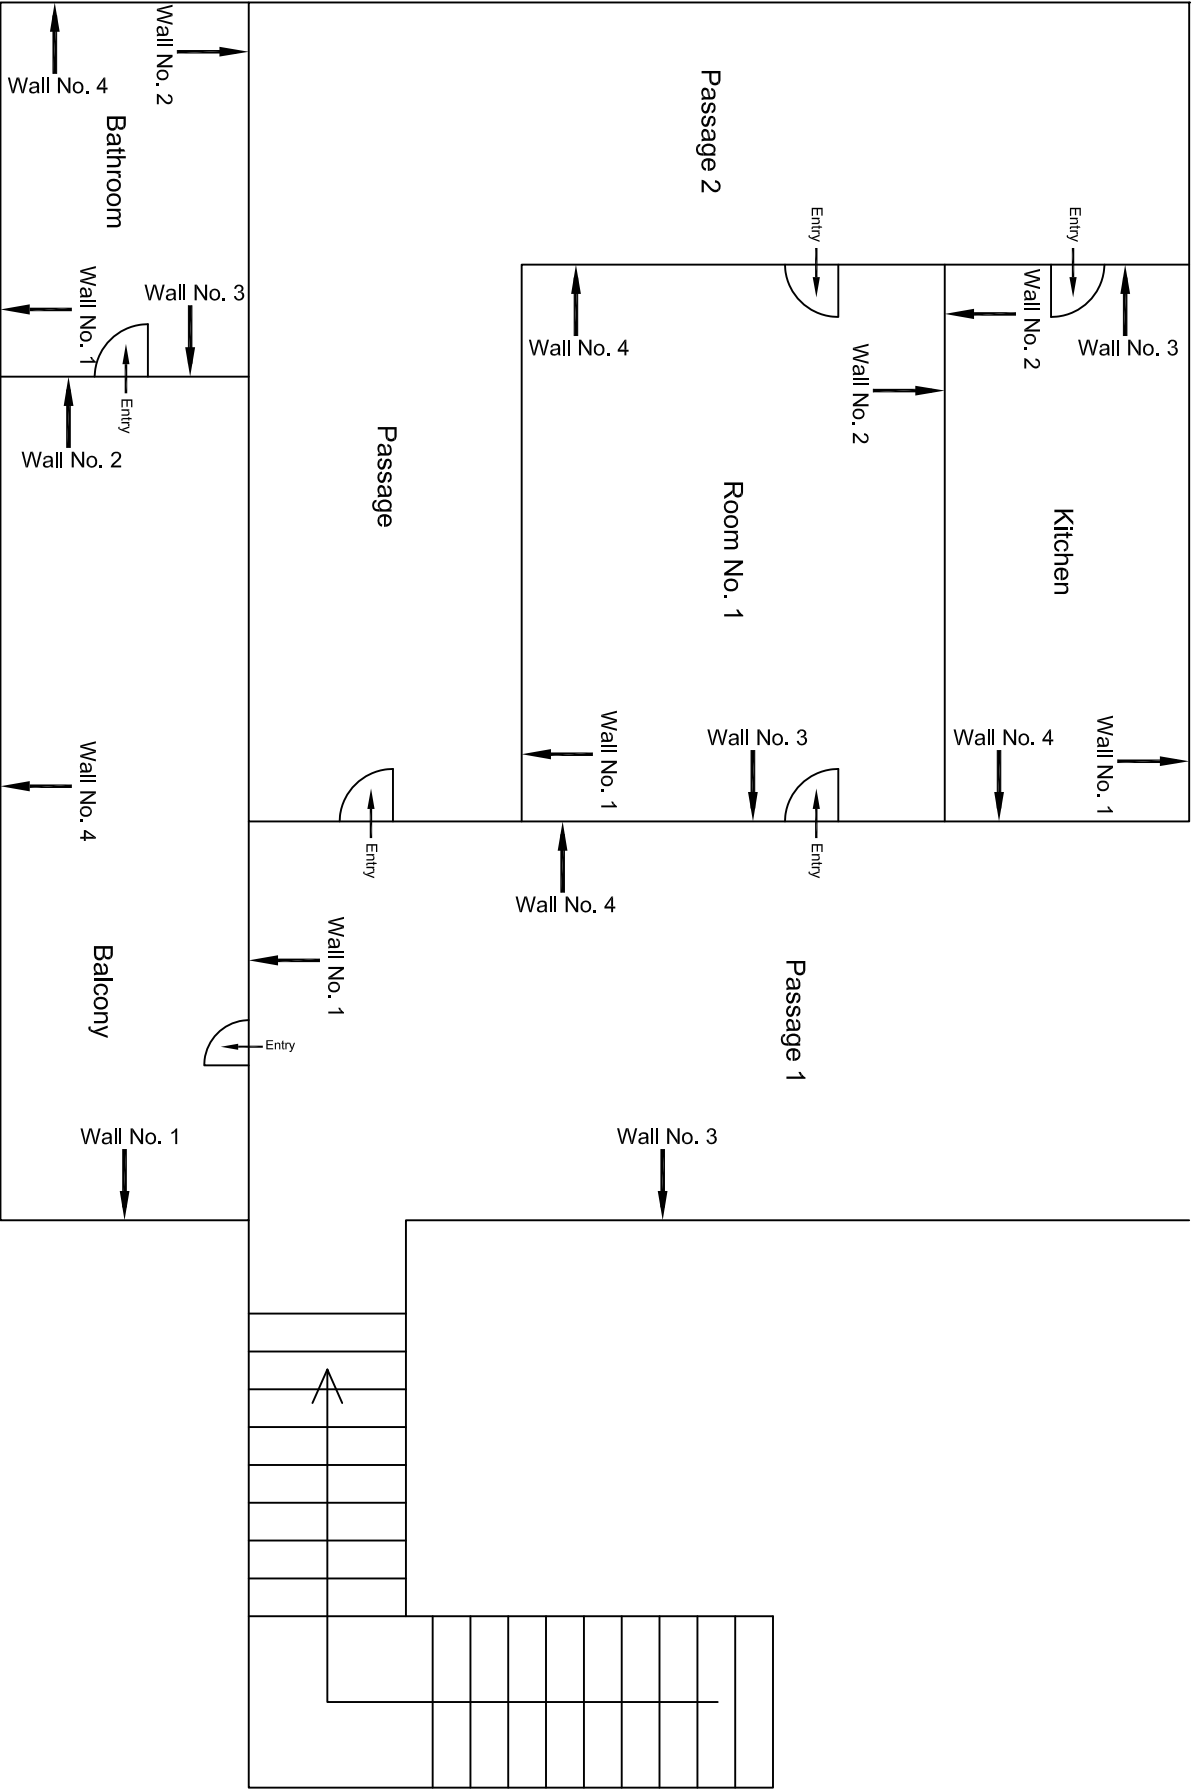 Wall No. 4
Wall No. 2
Bathroom
Wall No. 1
Wall No. 3
Entry
Passage 2
Entry
Entry
Wall No. 4
Wall No. 2
Room No. 1
Wall No. 1
Wall No. 3
Wall No. 2
Wall No. 3
Kitchen
Wall No. 4
Wall No. 1
Passage
Wall No. 2
Wall No. 4
Balcony
Wall No. 1
Entry
Entry
Wall No. 4
Wall No. 1
Entry
Passage 1
Wall No. 3